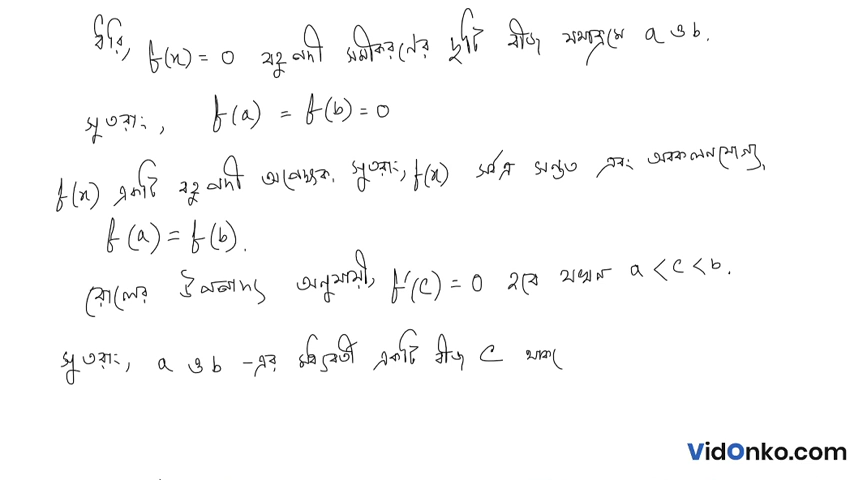 ধরি, f(x) = 0 বহুপদী সমীকরণের দুটি বীজ যথাক্রমে a ও b.
সুতরাং, f(a) = f(b) = 0
f(x) একটি বহুপদী অপেক্ষক. সুতরাং, f(x) সর্বত্র সন্তত এবং অবকলনযোগ্য,
f(a) = f(b).
রোলের উপপাদ্য অনুযায়ী, f'(c) = 0 হবে যখন a < c < b.
সুতরাং, a ও b -এর মধ্যবর্তী একটি বীজ c থাকে
VidOnko.com